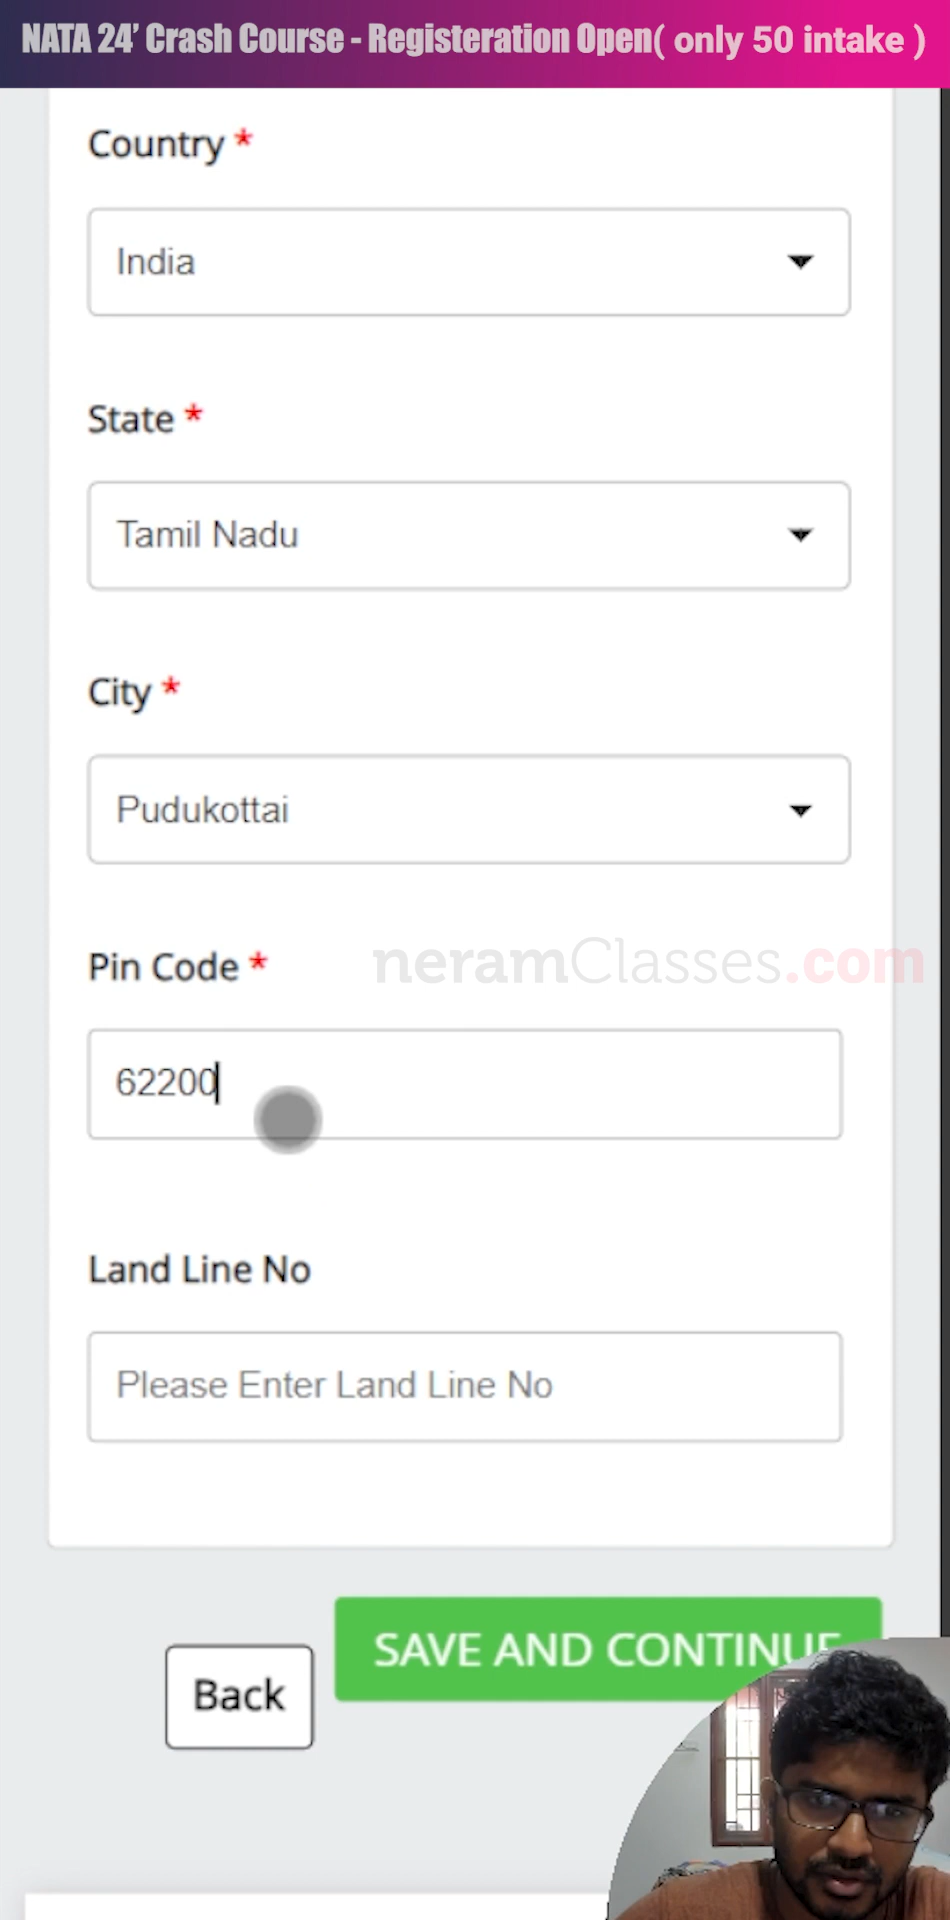 NATA 24’ Crash Course - Registeration Open( only 50 intake )
Country *
India
State *
Tamil Nadu
City *
Pudukottai
Pin Code *
neramClasses.com
62200
Land Line No
Please Enter Land Line No
SAVE AND CONTINUE
Back